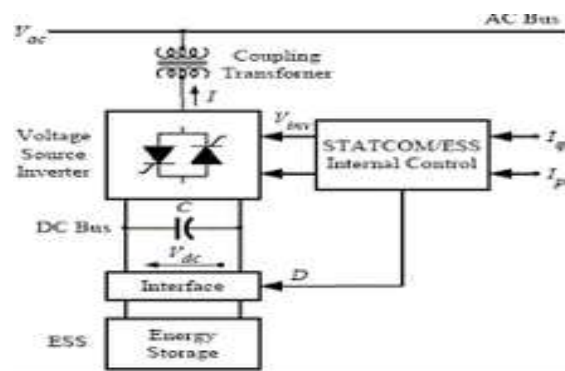 V_ac
AC Bus
Coupling
Transformer
I
Voltage
Source
Inverter
V_inv
STATCOM/ESS
Internal Control
I_q
I_p
DC Bus
C
V_dc
D
Interface
ESS
Energy
Storage